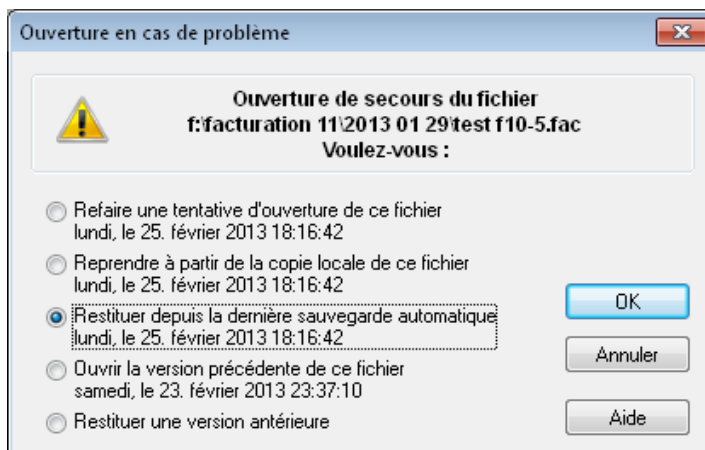 Ouverture en cas de problème
Ouverture de secours du fichier
f:\facturation 11\2013 01 29\test f10-5.fac
Voulez-vous :
Refaire une tentative d'ouverture de ce fichier
lundi, le 25. février 2013 18:16:42
Reprendre à partir de la copie locale de ce fichier
lundi, le 25. février 2013 18:16:42
Restituer depuis la dernière sauvegarde automatique
lundi, le 25. février 2013 18:16:42
Ouvrir la version précédente de ce fichier
samedi, le 23. février 2013 23:37:10
Restituer une version antérieure
OK
Annuler
Aide